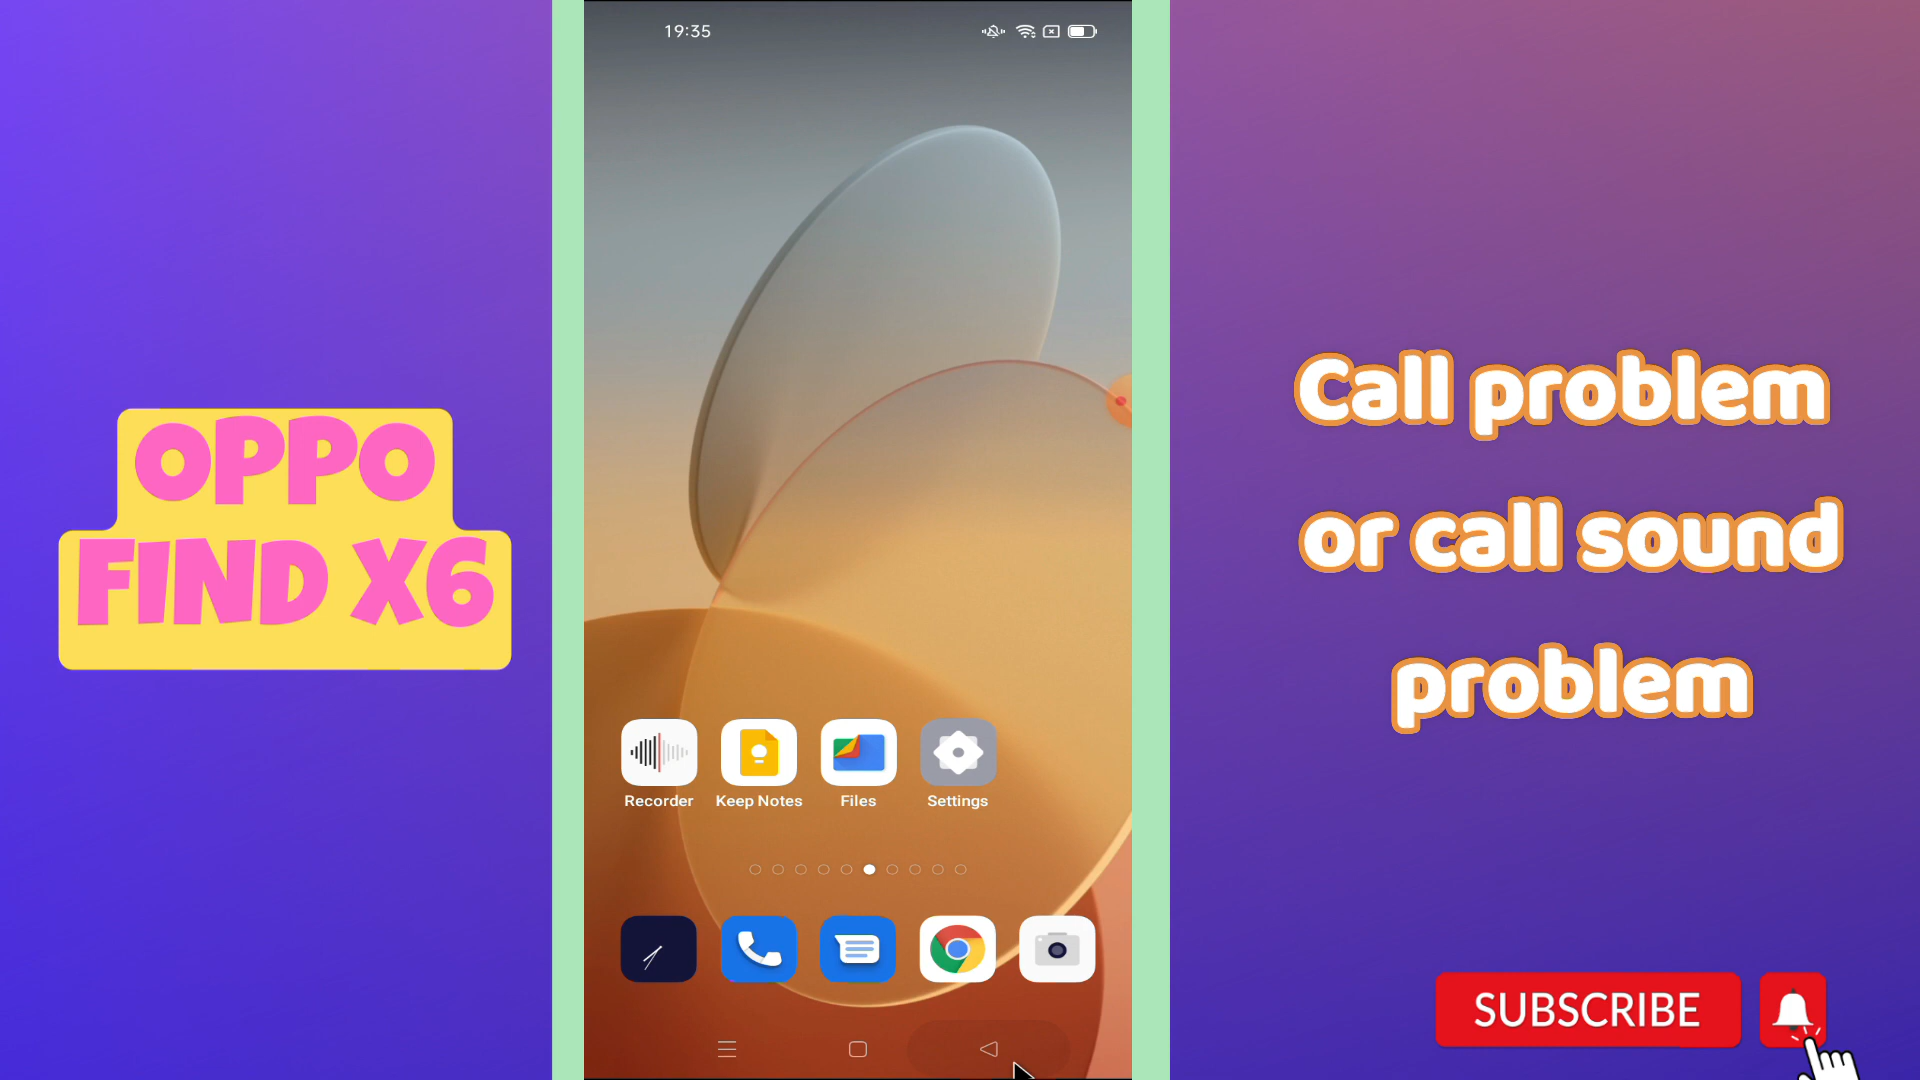 19:35
OPPO
FIND X6
Recorder
Keep Notes
Files
Settings
Call problem
or call sound
problem
SUBSCRIBE